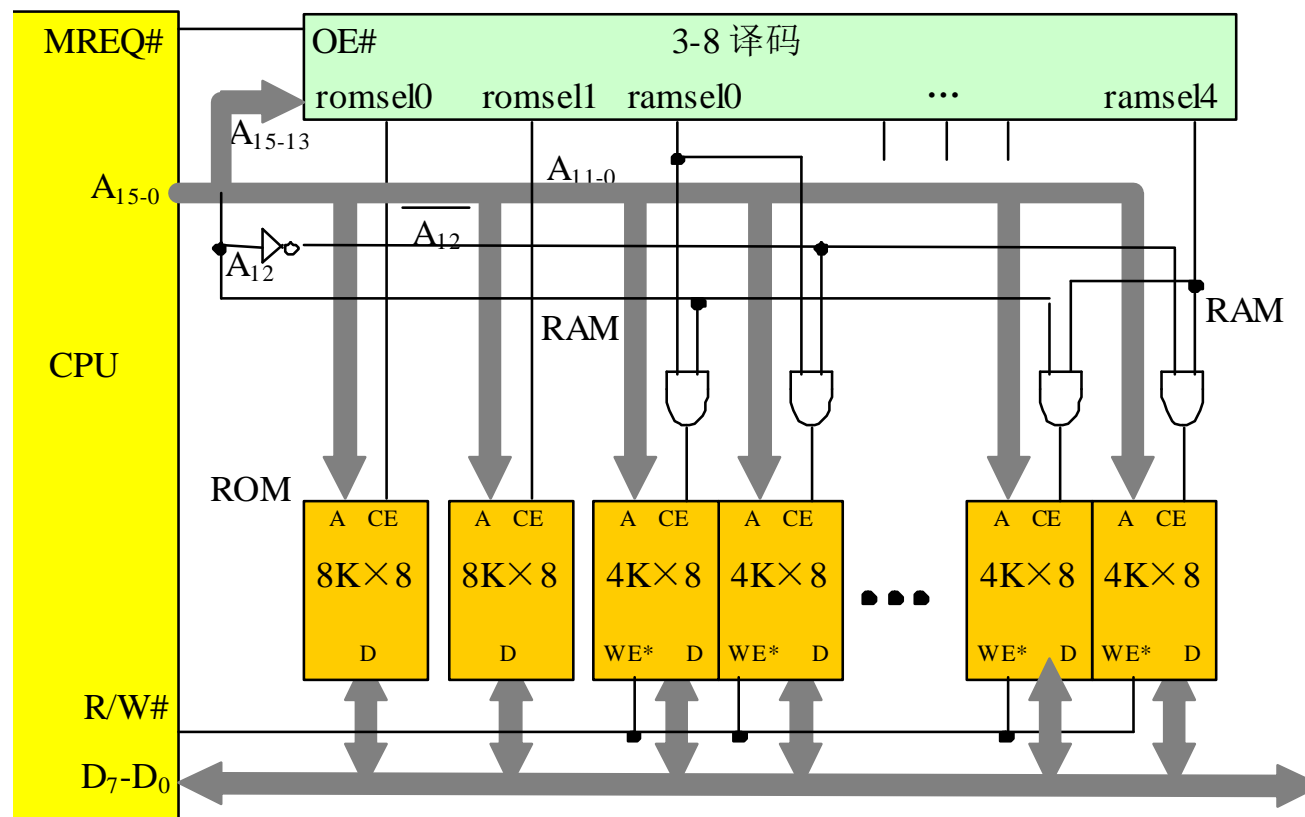 MREQ#
OE#
3-8 译码
romsel0 romsel1 ramsel0 ... ramsel4
A15-13
A15-0
A11-0
A12
A12
RAM
RAM
CPU
ROM
A CE
A CE
A CE
A CE
A CE
A CE
8K×8
8K×8
4K×8
4K×8
4K×8
4K×8
D
D
WE* D
WE* D
WE* D
WE* D
R/W#
D7-D0